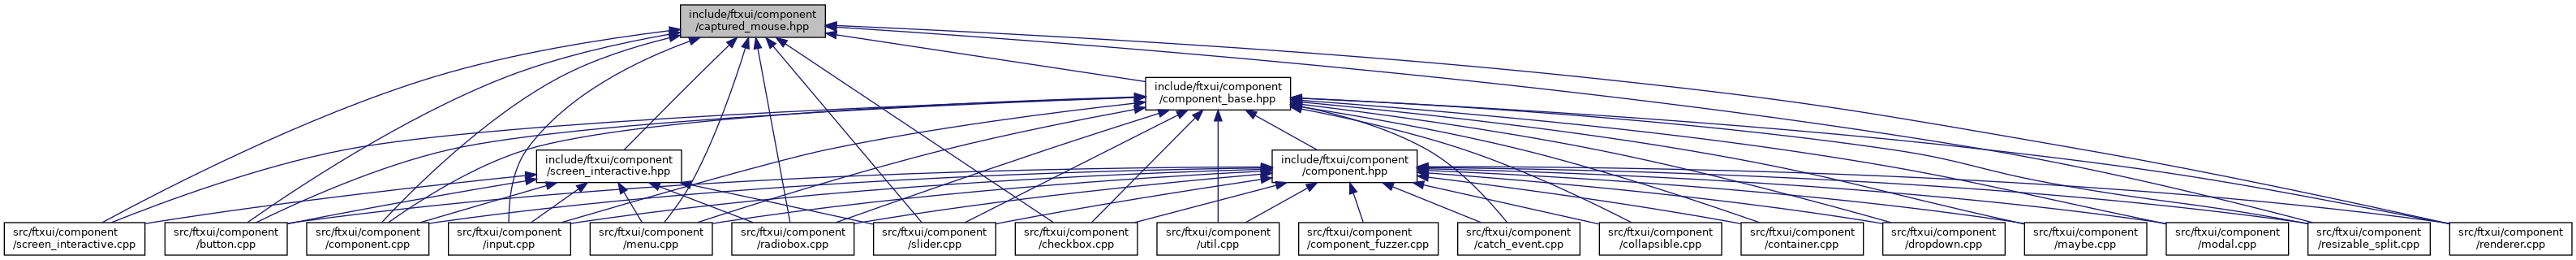 include/ftxui/component
/captured_mouse.hpp
include/ftxui/component
/component_base.hpp
include/ftxui/component
/screen_interactive.hpp
include/ftxui/component
/component.hpp
src/ftxui/component
/screen_interactive.cpp
src/ftxui/component
/button.cpp
src/ftxui/component
/component.cpp
src/ftxui/component
/input.cpp
src/ftxui/component
/menu.cpp
src/ftxui/component
/radiobox.cpp
src/ftxui/component
/slider.cpp
src/ftxui/component
/checkbox.cpp
src/ftxui/component
/util.cpp
src/ftxui/component
/component_fuzzer.cpp
src/ftxui/component
/catch_event.cpp
src/ftxui/component
/collapsible.cpp
src/ftxui/component
/container.cpp
src/ftxui/component
/dropdown.cpp
src/ftxui/component
/maybe.cpp
src/ftxui/component
/modal.cpp
src/ftxui/component
/resizable_split.cpp
src/ftxui/component
/renderer.cpp